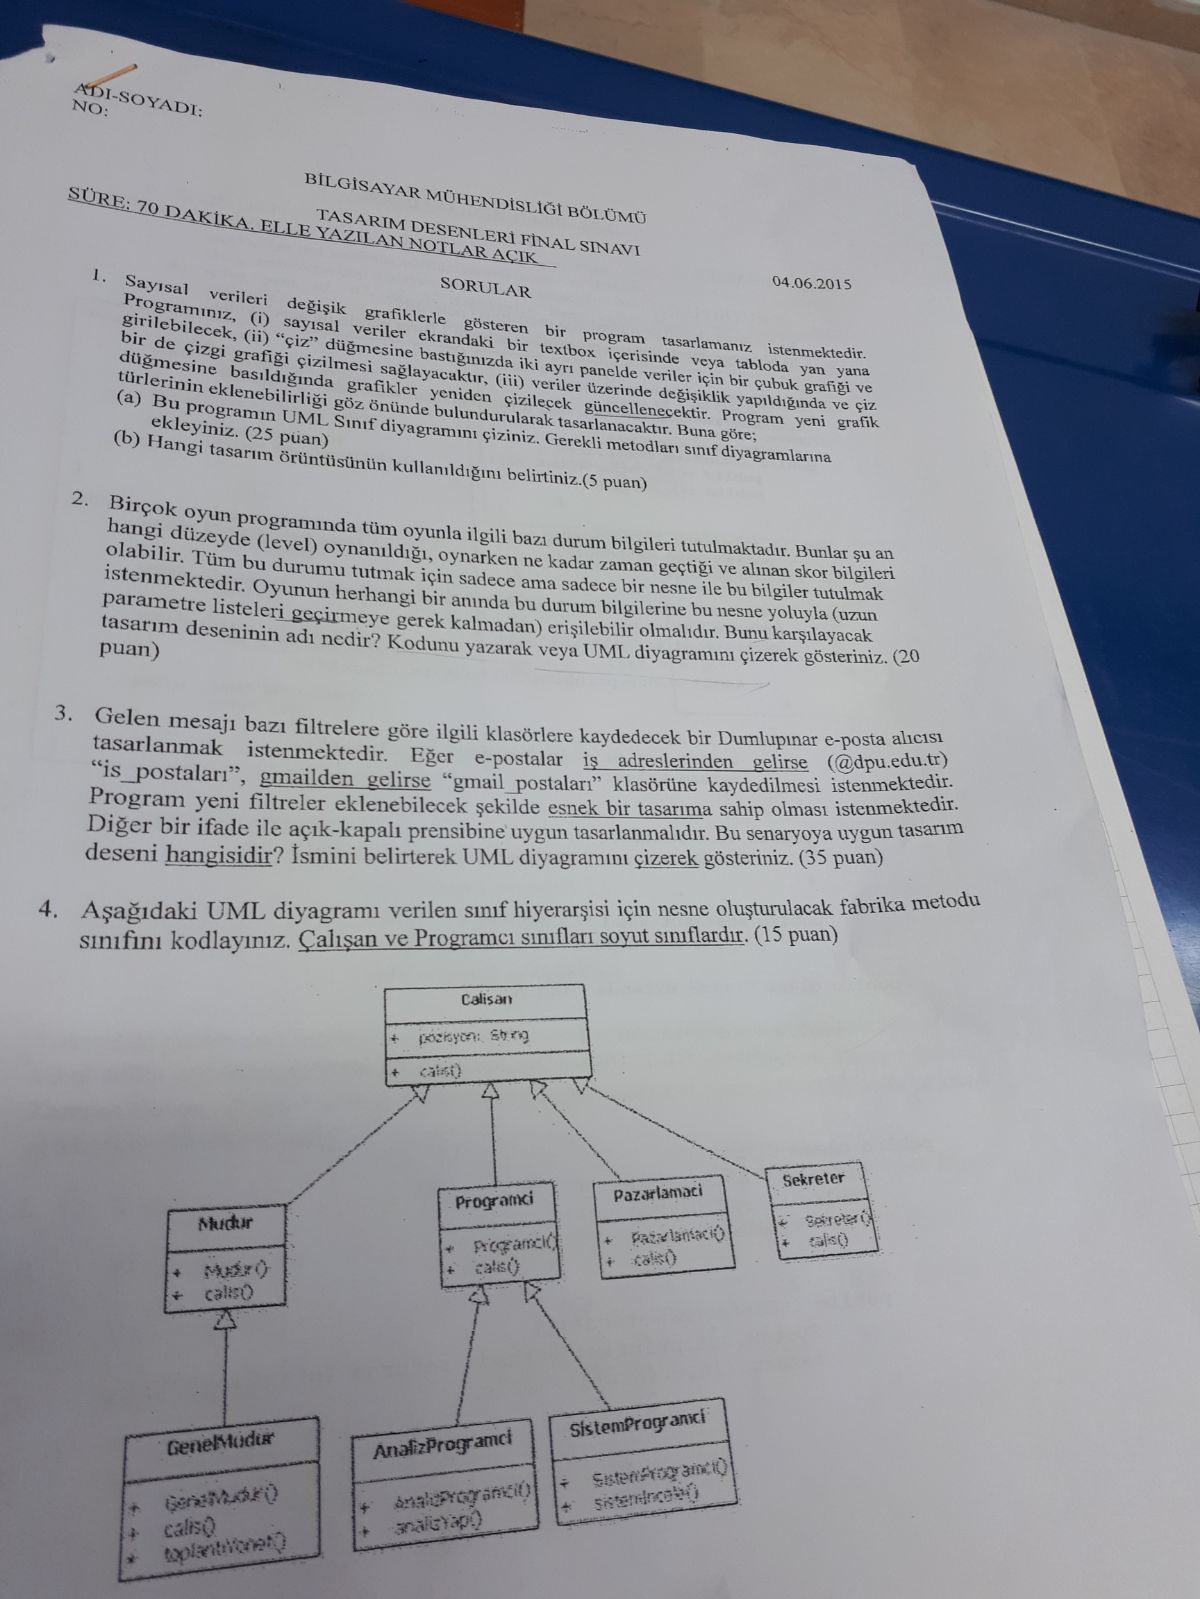 ADI-SOYADI:
NO:
BİLGİSAYAR MÜHENDİSLİĞİ BÖLÜMÜ
TASARIM DESENLERİ FİNAL SINAVI
SÜRE: 70 DAKİKA. ELLE YAZILAN NOTLAR AÇIK
04.06.2015
SORULAR
1. Sayısal verileri değişik grafiklerle gösteren bir program tasarlamanız istenmektedir.
Programınız, (i) sayısal veriler ekrandaki bir textbox içerisinde veya tabloda yan yana
girilebilecek, (ii) “çiz” düğmesine bastığınızda iki ayrı panelde veriler için bir çubuk grafiği ve
bir de çizgi grafiği çizilmesi sağlayacaktır, (iii) veriler üzerinde değişiklik yapıldığında ve çiz
düğmesine basıldığında grafikler yeniden çizilecek güncellenecektir. Program yeni grafik
türlerinin eklenebilirliği göz önünde bulundurularak tasarlanacaktır. Buna göre;
(a) Bu programın UML Sınıf diyagramını çiziniz. Gerekli metodları sınıf diyagramlarına
ekleyiniz. (25 puan)
(b) Hangi tasarım örüntüsünün kullanıldığını belirtiniz.(5 puan)
2. Birçok oyun programında tüm oyunla ilgili bazı durum bilgileri tutulmaktadır. Bunlar şu an
hangi düzeyde (level) oynanıldığı, oynarken ne kadar zaman geçtiği ve alınan skor bilgileri
olabilir. Tüm bu durumu tutmak için sadece ama sadece bir nesne ile bu bilgiler tutulmak
istenmektedir. Oyunun herhangi bir anında bu durum bilgilerine bu nesne yoluyla (uzun
parametre listeleri geçirmeye gerek kalmadan) erişilebilir olmalıdır. Bunu karşılayacak
tasarım deseninin adı nedir? Kodunu yazarak veya UML diyagramını çizerek gösteriniz. (20
puan)
3. Gelen mesajı bazı filtrelere göre ilgili klasörlere kaydedecek bir Dumlupınar e-posta alıcısı
tasarlanmak istenmektedir. Eğer e-postalar iş adreslerinden gelirse (@dpu.edu.tr)
“is_postaları”, gmailden gelirse “gmail_postaları” klasörüne kaydedilmesi istenmektedir.
Program yeni filtreler eklenebilecek şekilde esnek bir tasarıma sahip olması istenmektedir.
Diğer bir ifade ile açık-kapalı prensibine uygun tasarlanmalıdır. Bu senaryoya uygun tasarım
deseni hangisidir? İsmini belirterek UML diyagramını çizerek gösteriniz. (35 puan)
4. Aşağıdaki UML diyagramı verilen sınıf hiyerarşisi için nesne oluşturulacak fabrika metodu
sınıfını kodlayınız. Çalışan ve Programcı sınıfları soyut sınıflardır. (15 puan)
Calisan
+ pozisyon: String
+ calis()
Mudur
+ Mudur()
+ calis()
Programci
+ Programci()
+ calis()
Pazarlamaci
+ Pazarlamaci()
+ calis()
Sekreter
+ Sekreter()
+ calis()
GenelMudur
+ GenelMudur()
+ calis()
+ toplantiYonet()
AnalizProgramci
+ AnalizProgramci()
+ analizYap()
SistemProgramci
+ SistemProgramci()
+ sistemIncele()